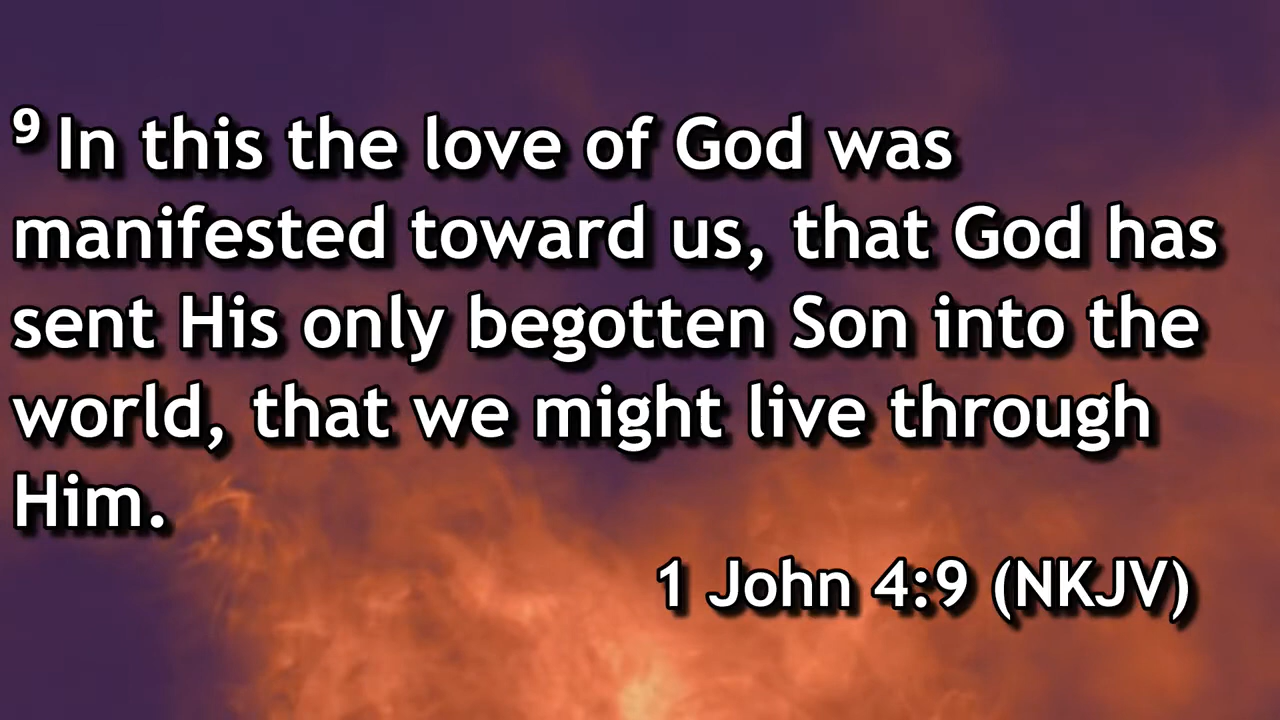 9 In this the love of God was
manifested toward us, that God has
sent His only begotten Son into the
world, that we might live through
Him.
1 John 4:9 (NKJV)